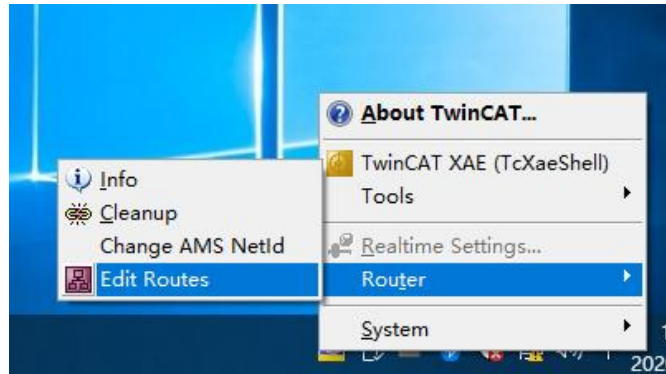 About TwinCAT...
TwinCAT XAE (TcXaeShell)
Tools
Realtime Settings...
Router
System
Info
Cleanup
Change AMS NetId
Edit Routes